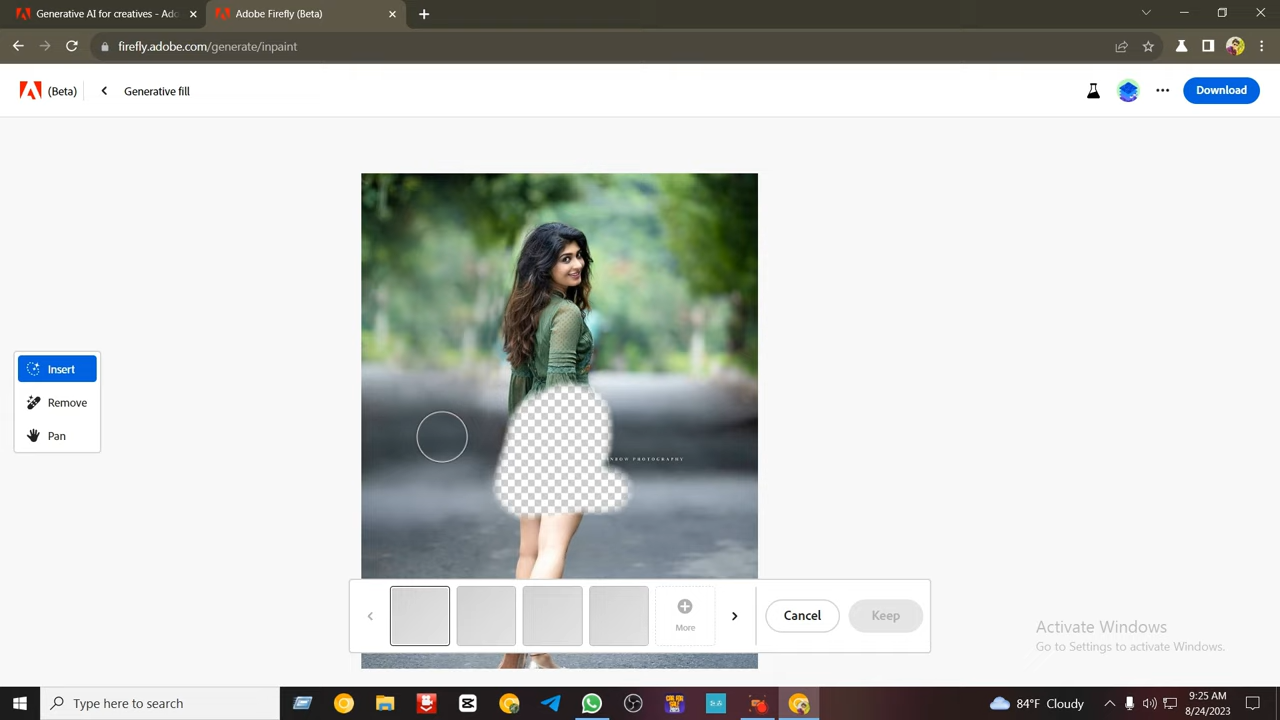 Generative AI for creatives - Ado
Adobe Firefly (Beta)
firefly.adobe.com/generate/inpaint
(Beta)
Generative fill
Download
Insert
Remove
Pan
PHOTOGRAPHY
More
Cancel
Keep
Activate Windows
Go to Settings to activate Windows.
Type here to search
84°F Cloudy
9:25 AM
8/24/2023